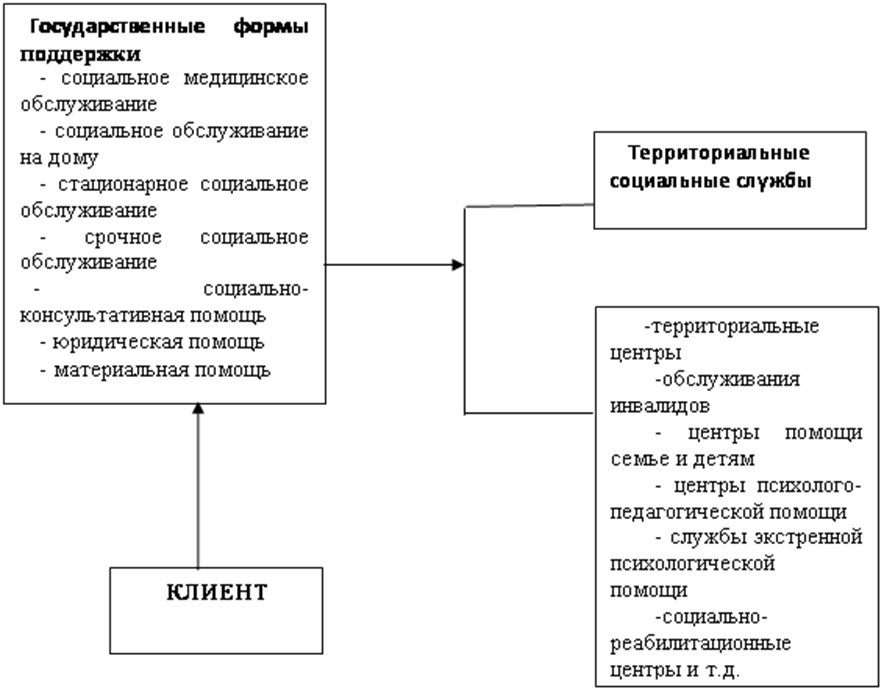 Государственные формы
поддержки
- социальное медицинское
обслуживание
- социальное обслуживание
на дому
- стационарное социальное
обслуживание
- срочное социальное
обслуживание
- социально-
консультативная помощь
- юридическая помощь
- материальная помощь
КЛИЕНТ
Территориальные
социальные службы
-территориальные
центры
-обслуживания
инвалидов
- центры помощи
семье и детям
- центры психолого-
педагогической помощи
- службы экстренной
психологической
помощи
-социально-
реабилитационные
центры и т.д.